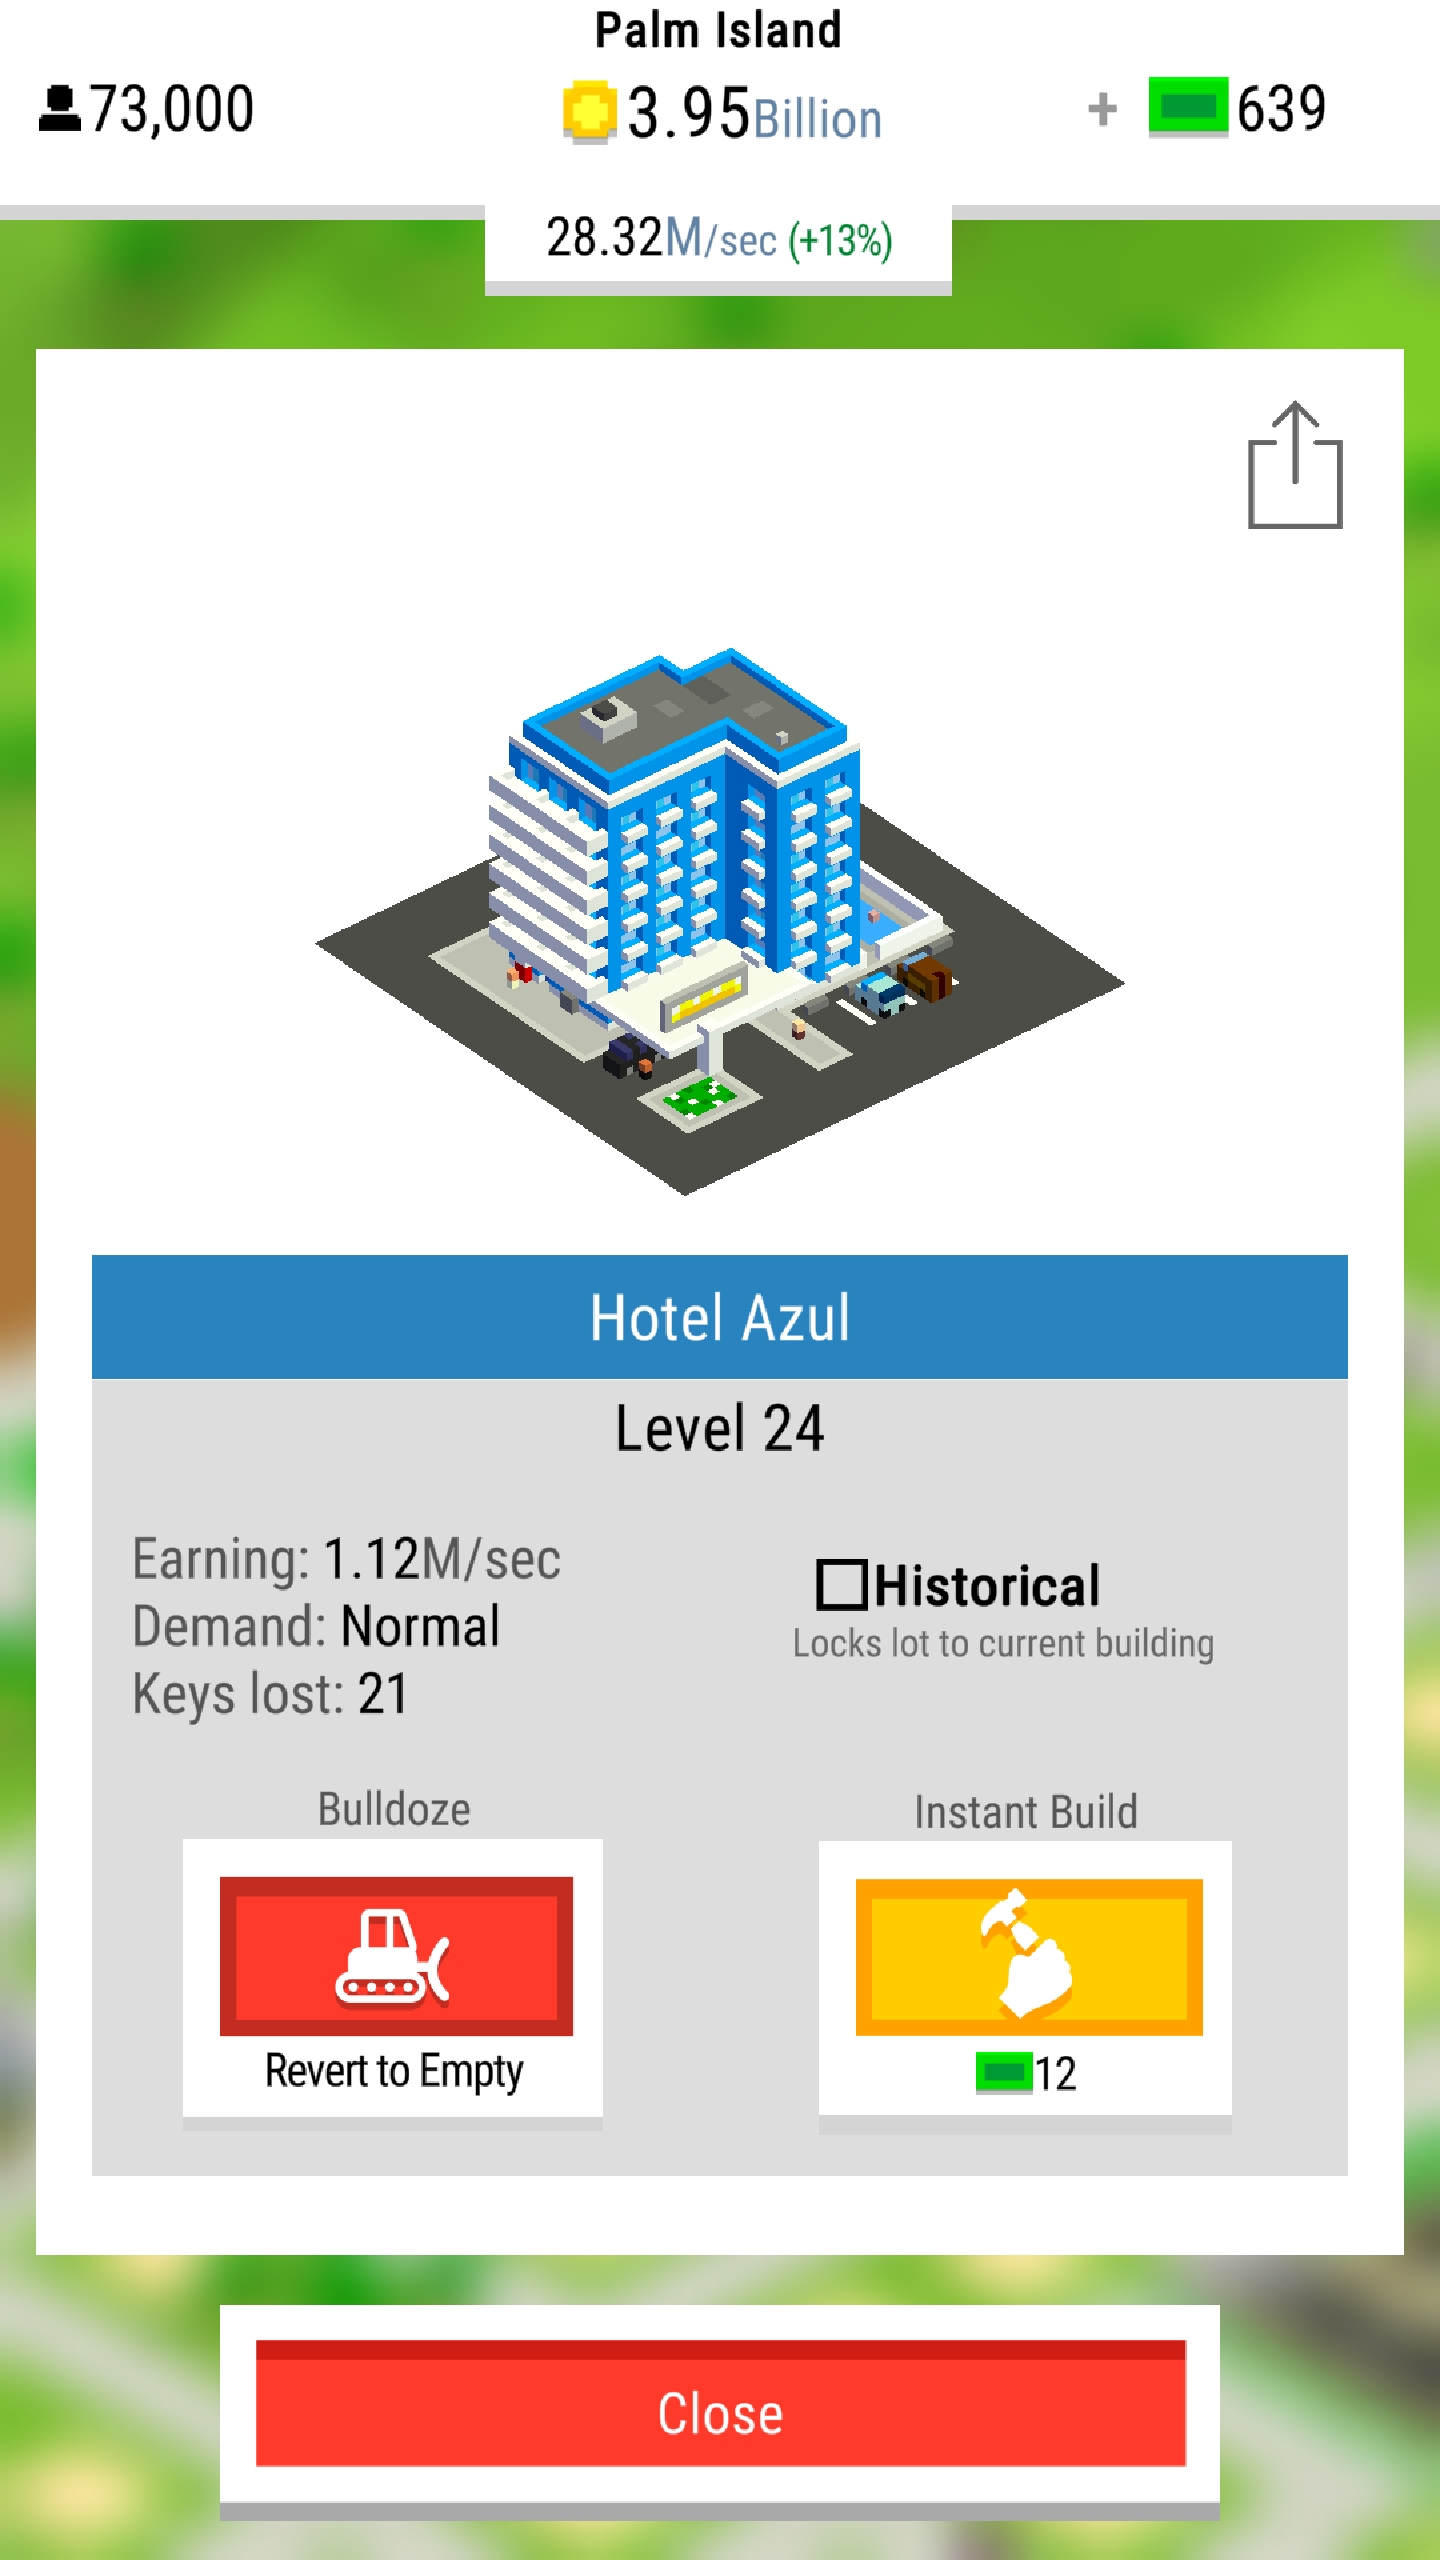 Palm Island
73,000
3.95Billion
+ 639
28.32M/sec (+13%)
Hotel Azul
Level 24
Earning: 1.12M/sec
Demand: Normal
Keys lost: 21
Historical
Locks lot to current building
Bulldoze
Revert to Empty
Instant Build
12
Close